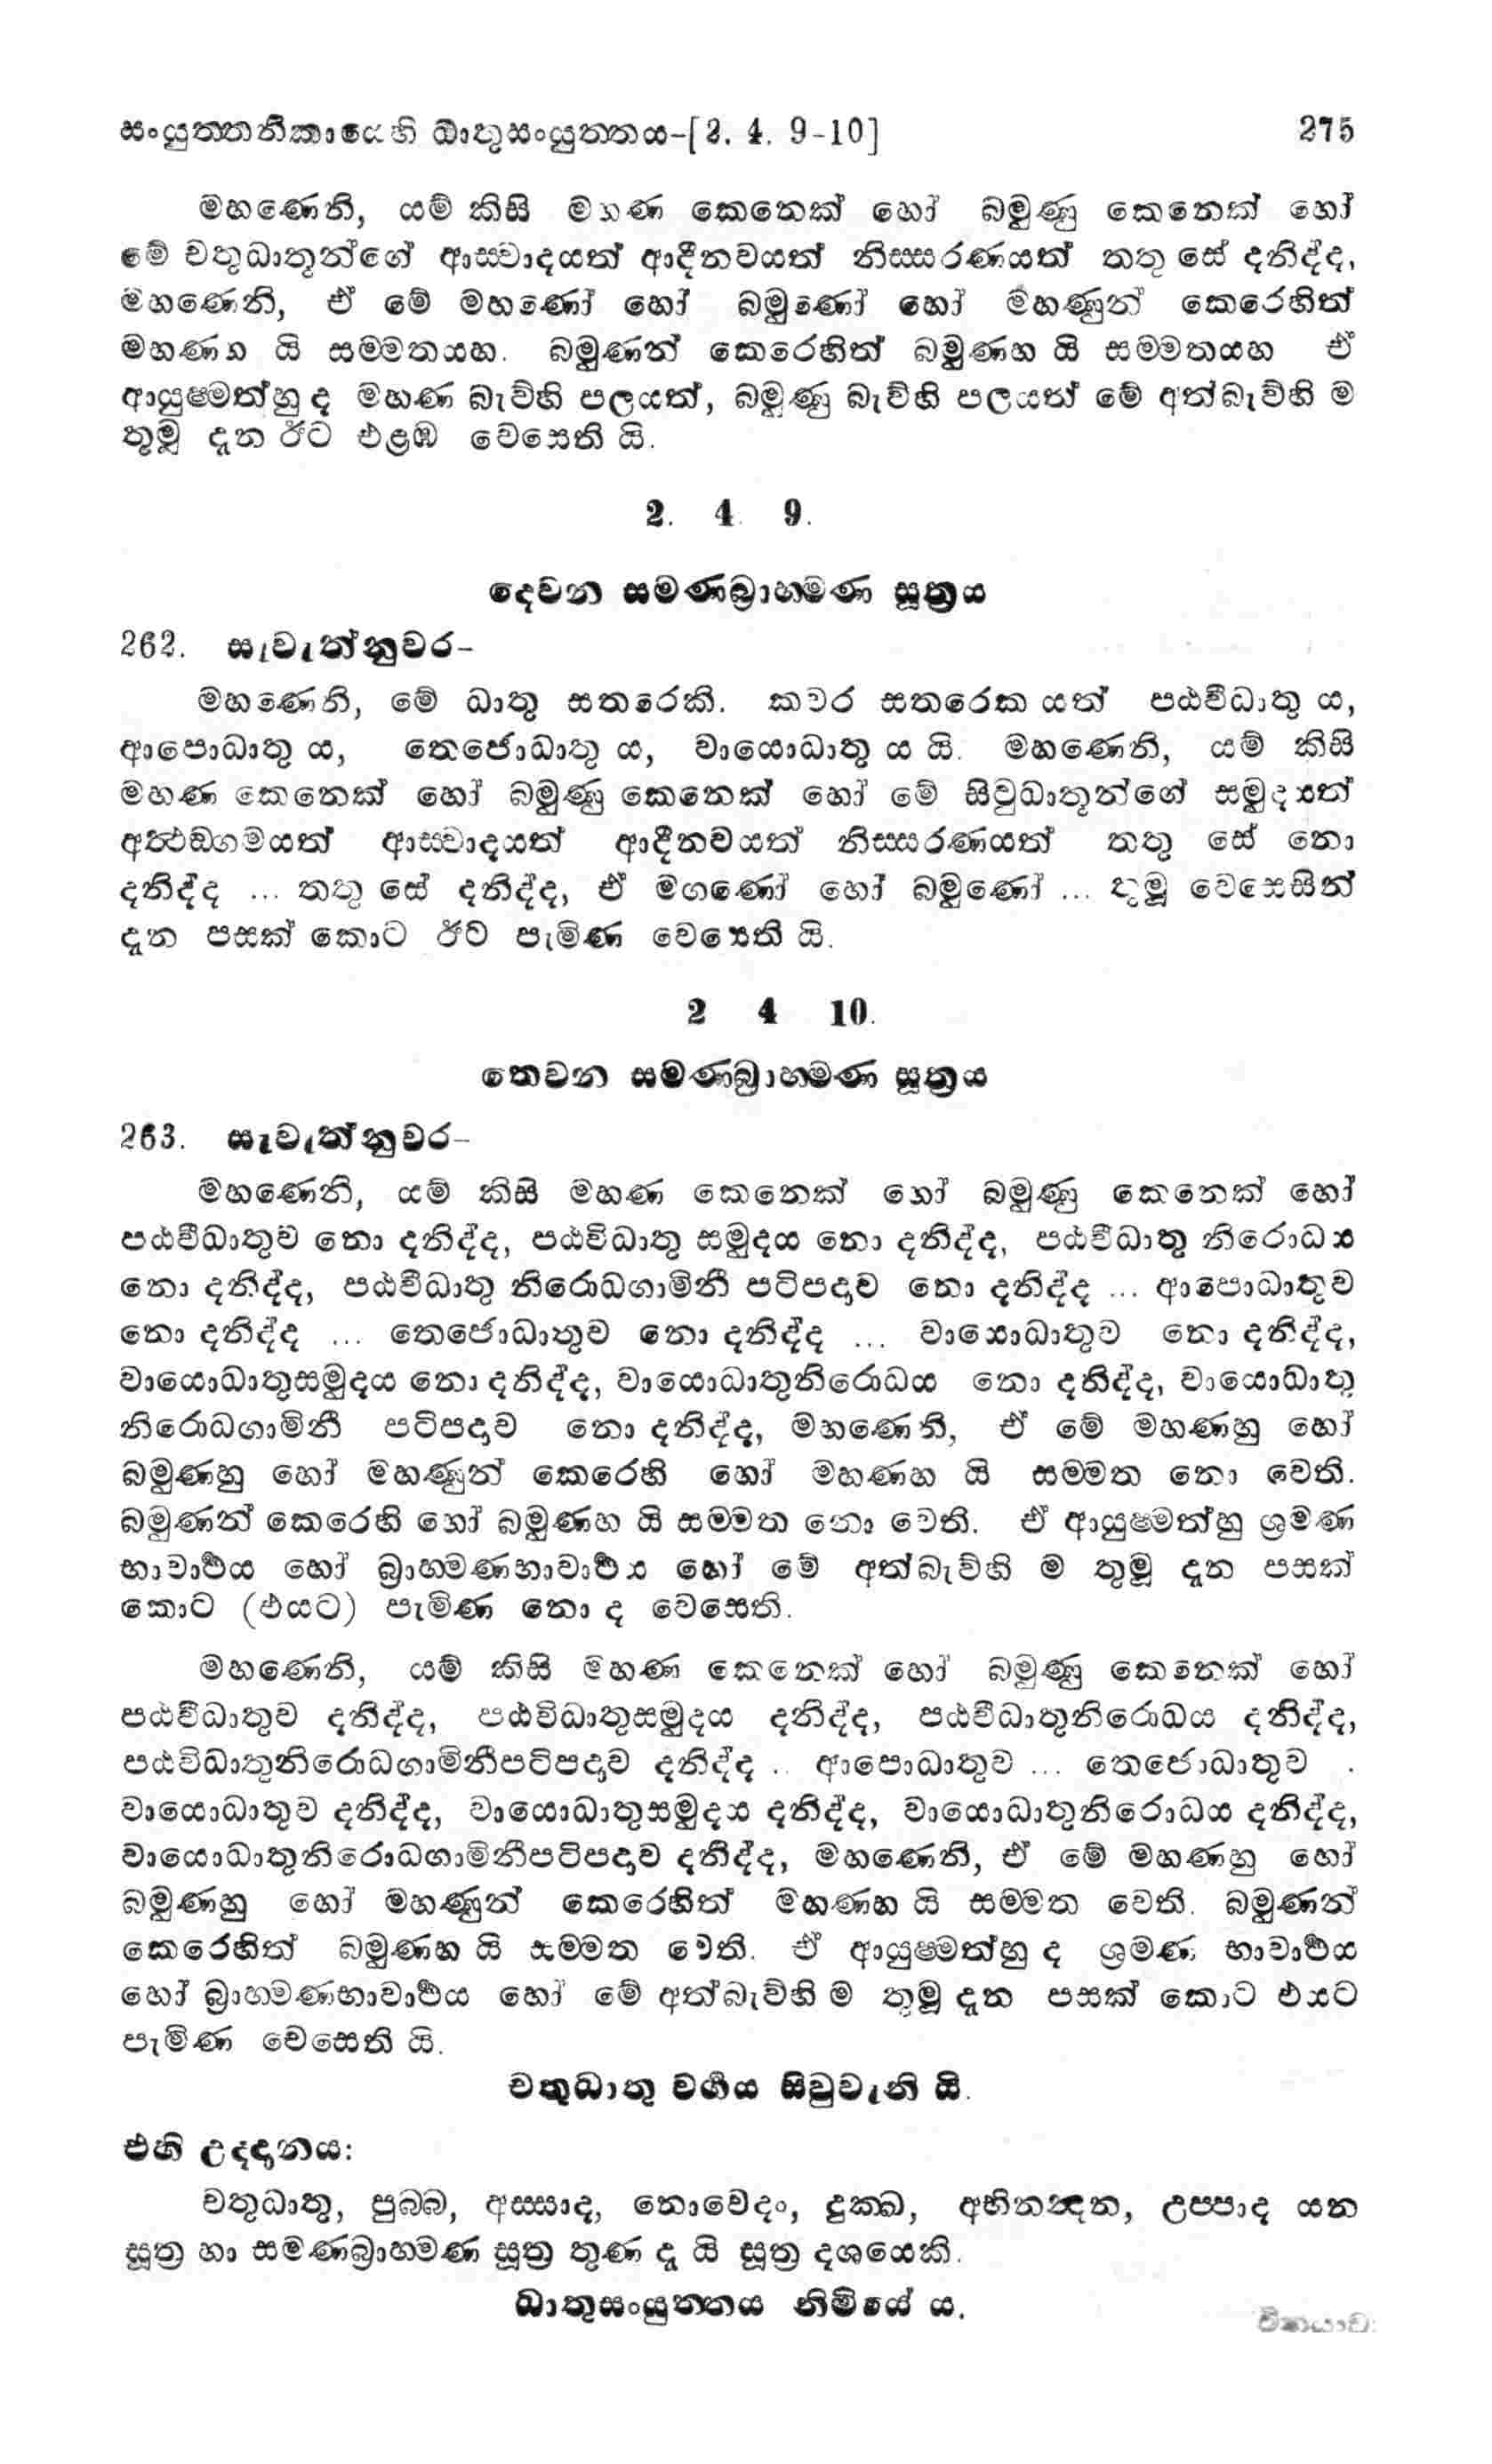 සංයුත්තනිකායෙහි ධාතුසංයුත්තය-[2. 4. 9-10] 275
මහණෙනි, යම් කිසි මහණ කෙනෙක් හෝ බමුණු කෙනෙක් හෝ
මේ චතුධාතූන්ගේ ආස්වාදයත් ආදීනවයත් නිස්සරණයත් තතු සේ දනිද්ද,
මහණෙනි, ඒ මේ මහණෝ හෝ බමුණෝ හෝ මහණුන් කෙරෙහිත්
මහණහ යි සම්මතයහ. බමුණන් කෙරෙහිත් බමුණහ යි සම්මතයහ ඒ
ආයුෂ්මත්හු ද මහණ බැව්හි පලයත්, බමුණු බැව්හි පලයත් මේ අත්බැව්හි ම
තුමූ දැන ඊට එළඹ වෙසෙති යි.
2. 4. 9.
දෙවන සමණබ්‍රාහ්මණ සූත්‍රය
262. සැවැත්නුවර-
මහණෙනි, මේ ධාතු සතරෙකි. කවර සතරෙක යත් පඨවීධාතු ය,
ආපොධාතු ය, තෙජොධාතු ය, වායොධාතු ය යි. මහණෙනි, යම් කිසි
මහණ කෙනෙක් හෝ බමුණු කෙනෙක් හෝ මේ සිවුධාතූන්ගේ සමුදයත්
අත්ථඞ්ගමයත් ආස්වාදයත් ආදීනවයත් නිස්සරණයත් තතු සේ නො
දනිද්ද ... තතු සේ දනිද්ද, ඒ මහණෝ හෝ බමුණෝ ... තුමූ වෙසෙසින්
දැන පසක් කොට ඊට පැමිණ වෙසෙති යි.
2 4 10.
තෙවන සමණබ්‍රාහ්මණ සූත්‍රය
263. සැවැත්නුවර-
මහණෙනි, යම් කිසි මහණ කෙනෙක් හෝ බමුණු කෙනෙක් හෝ
පඨවීධාතුව නො දනිද්ද, පඨවිධාතු සමුදය නො දනිද්ද, පඨවීධාතු නිරොධය
නො දනිද්ද, පඨවීධාතු නිරොධගාමිනී පටිපදාව නො දනිද්ද ... ආපොධාතුව
නො දනිද්ද ... තෙජොධාතුව නො දනිද්ද ... වායොධාතුව නො දනිද්ද,
වායොධාතුසමුදය නො දනිද්ද, වායොධාතුනිරොධය නො දනිද්ද, වායොධාතු
නිරොධගාමිනී පටිපදාව නො දනිද්ද, මහණෙනි, ඒ මේ මහණහු හෝ
බමුණහු හෝ මහණුන් කෙරෙහි හෝ මහණහ යි සම්මත නො වෙති.
බමුණන් කෙරෙහි හෝ බමුණහ යි සම්මත නො වෙති. ඒ ආයුෂ්මත්හු ශ්‍රමණ
භාවාර්ථය හෝ බ්‍රාහ්මණභාවාර්ථය හෝ මේ අත්බැව්හි ම තුමූ දැන පසක්
කොට (එයට) පැමිණ නො ද වෙසෙති.
මහණෙනි, යම් කිසි මහණ කෙනෙක් හෝ බමුණු කෙනෙක් හෝ
පඨවීධාතුව දනිද්ද, පඨවිධාතුසමුදය දනිද්ද, පඨවීධාතුනිරොධය දනිද්ද,
පඨවිධාතුනිරොධගාමිනීපටිපදාව දනිද්ද .. ආපොධාතුව ... තෙජොධාතුව .
වායොධාතුව දනිද්ද, වායොධාතුසමුදය දනිද්ද, වායොධාතුනිරොධය දනිද්ද,
වායොධාතුනිරොධගාමිනීපටිපදාව දනිද්ද, මහණෙනි, ඒ මේ මහණහු හෝ
බමුණහු හෝ මහණුන් කෙරෙහිත් මහණහ යි සම්මත වෙති. බමුණන්
කෙරෙහිත් බමුණහ යි සම්මත වෙති. ඒ ආයුෂ්මත්හු ද ශ්‍රමණ භාවාර්ථය
හෝ බ්‍රාහ්මණභාවාර්ථය හෝ මේ අත්බැව්හි ම තුමූ දැන පසක් කොට එයට
පැමිණ වෙසෙති යි.
චතුධාතු වර්ගය සිවුවැනි යි.
එහි උද්දානය:
චතුධාතු, පුබ්බ, අස්සාද, නොචෙදං, දුක්ඛ, අභිනන්දන, උප්පාද යන
සූත්‍ර හා සමණබ්‍රාහ්මණ සූත්‍ර තුණ දැ යි සූත්‍ර දශයෙකි.
ධාතුසංයුත්තය නිමියේ ය.